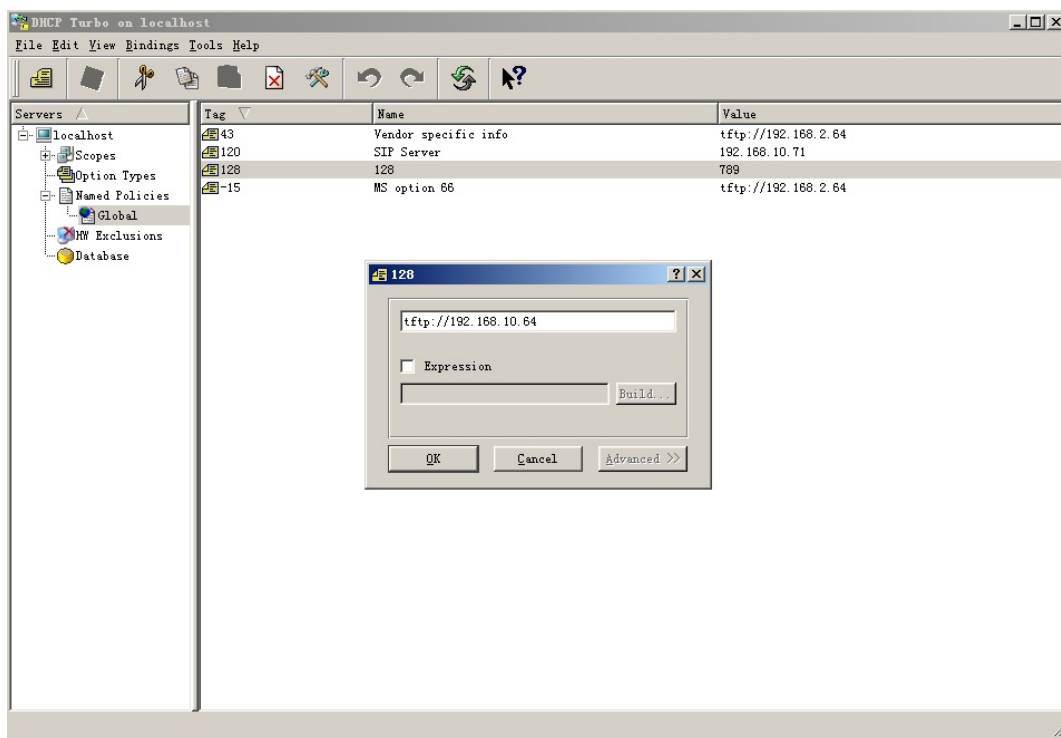 DHCP Turbo on localhost
File Edit View Bindings Tools Help
Servers
Tag Name Value
localhost
Scopes
Option Types
Named Policies
Global
HW Exclusions
Database
43 Vendor specific info tftp://192.168.2.64
120 SIP Server 192.168.10.71
128 128 789
-15 MS option 66 tftp://192.168.2.64
128
tftp://192.168.10.64
Expression
Build...
OK Cancel Advanced >>